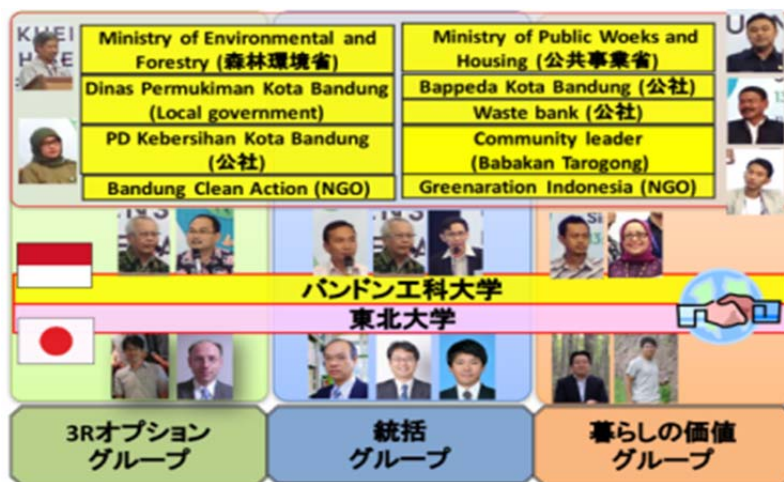 Ministry of Environmental and
Forestry (森林環境省)
Dinas Permukiman Kota Bandung
(Local government)
PD Kebersihan Kota Bandung
(公社)
Bandung Clean Action (NGO)
Ministry of Public Woeks and
Housing (公共事業省)
Bappeda Kota Bandung (公社)
Waste bank (公社)
Community leader
(Babakan Tarogong)
Greenaration Indonesia (NGO)
バンドン工科大学
東北大学
3Rオプション
グループ
統括
グループ
暮らしの価値
グループ